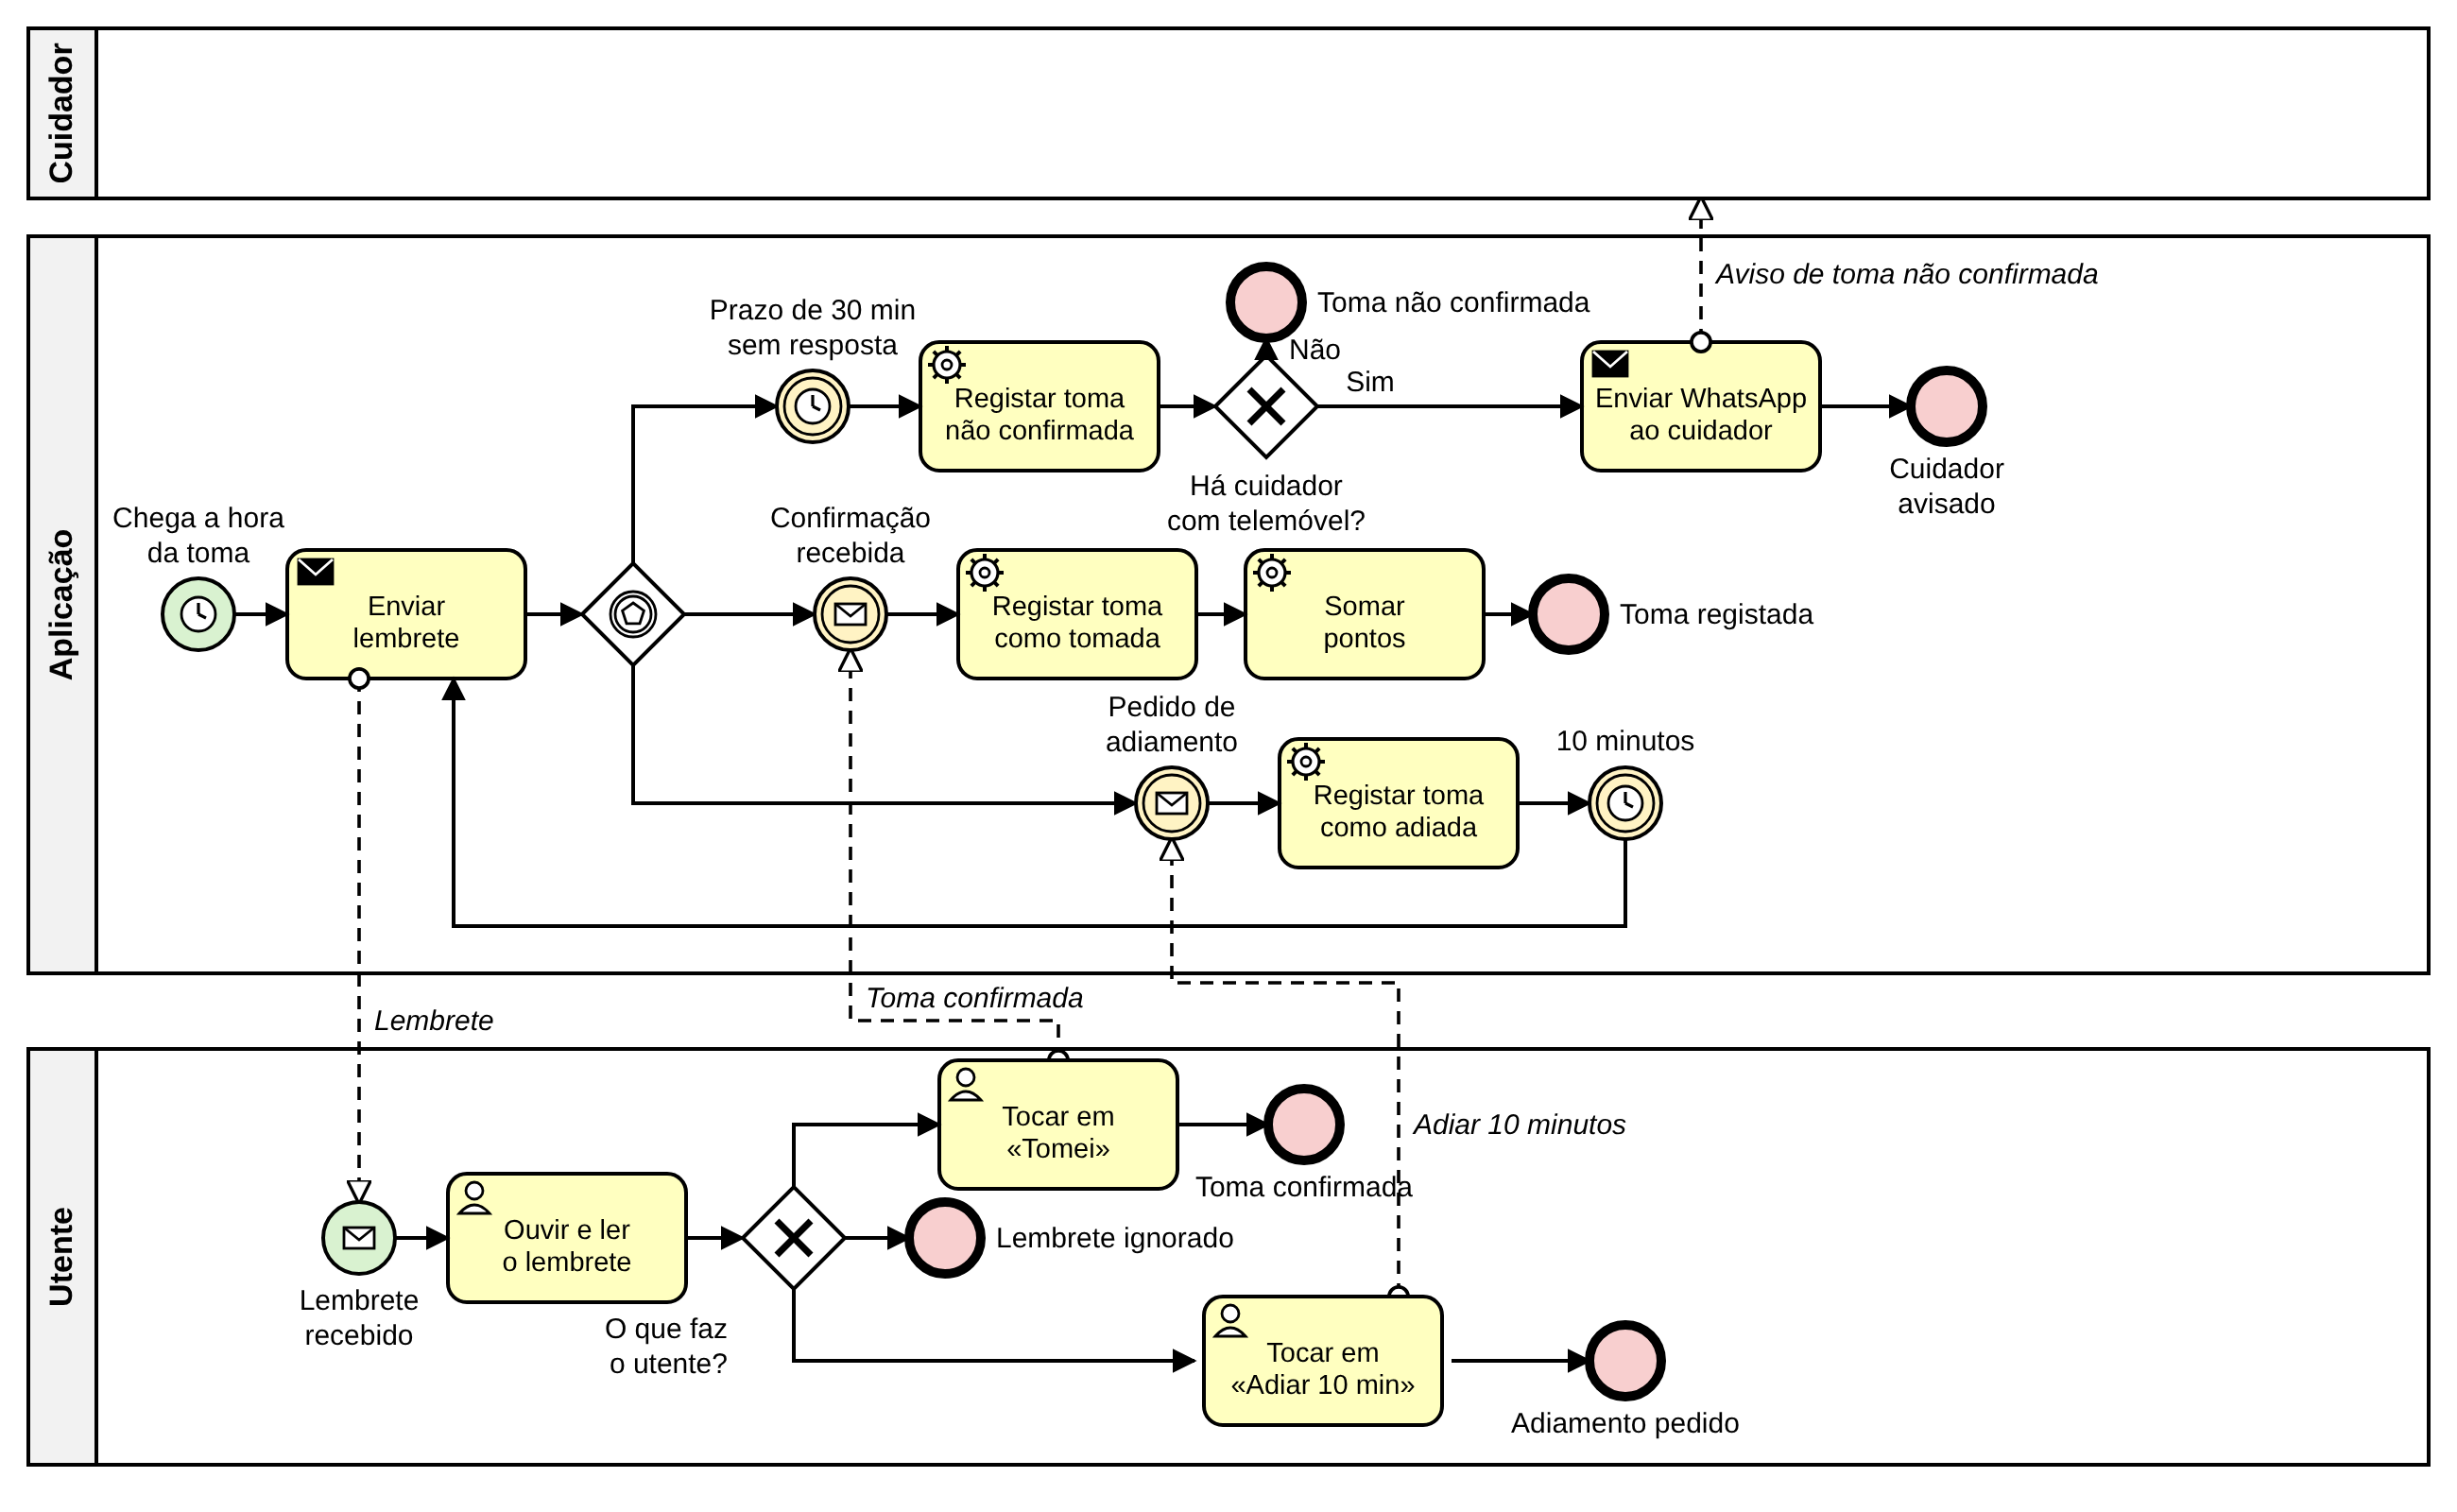 Cuidador
Aplicação
Aviso de toma não confirmada
Toma não confirmada
Prazo de 30 min
sem resposta
Não
Sim
Registar toma
não confirmada
Enviar WhatsApp
ao cuidador
Há cuidador
com telemóvel?
Cuidador
avisado
Chega a hora
da toma
Confirmação
recebida
Enviar
lembrete
Registar toma
como tomada
Somar
pontos
Toma registada
Pedido de
adiamento
10 minutos
Registar toma
como adiada
Toma confirmada
Lembrete
Utente
Tocar em
«Tomei»
Adiar 10 minutos
Toma confirmada
Ouvir e ler
o lembrete
Lembrete ignorado
Lembrete
recebido
O que faz
o utente?
Tocar em
«Adiar 10 min»
Adiamento pedido